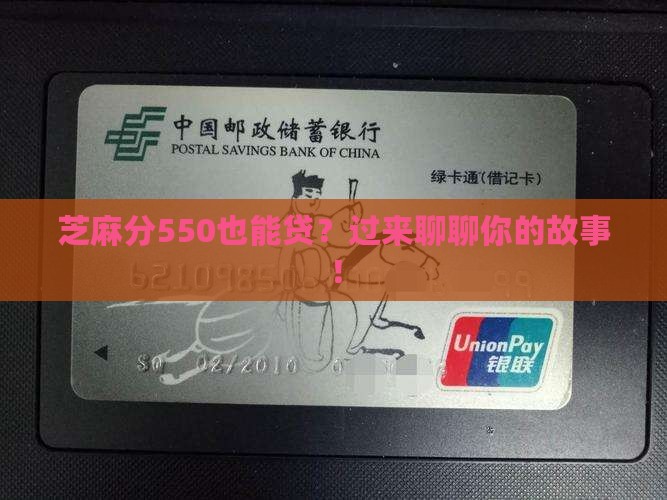 中国邮政储蓄银行
POSTAL SAVINGS BANK OF CHINA
绿卡通(借记卡)
芝麻分550也能贷？过来聊聊你的故事
！
02/2010
UnionPay
银联